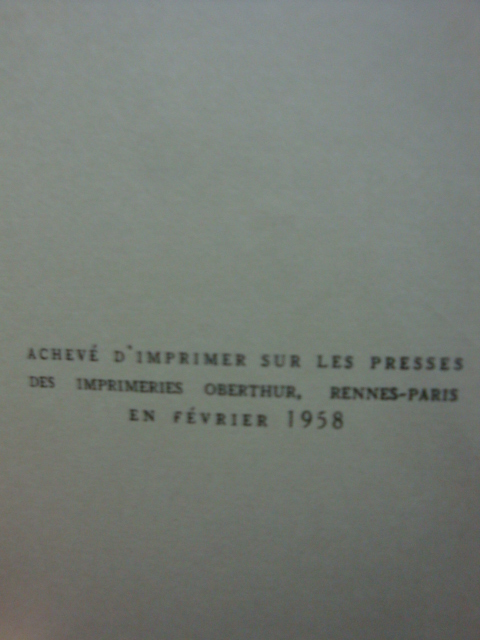 ACHEVÉ D'IMPRIMER SUR LES PRESSES
DES IMPRIMERIES OBERTHUR, RENNES-PARIS
EN FÉVRIER 1958